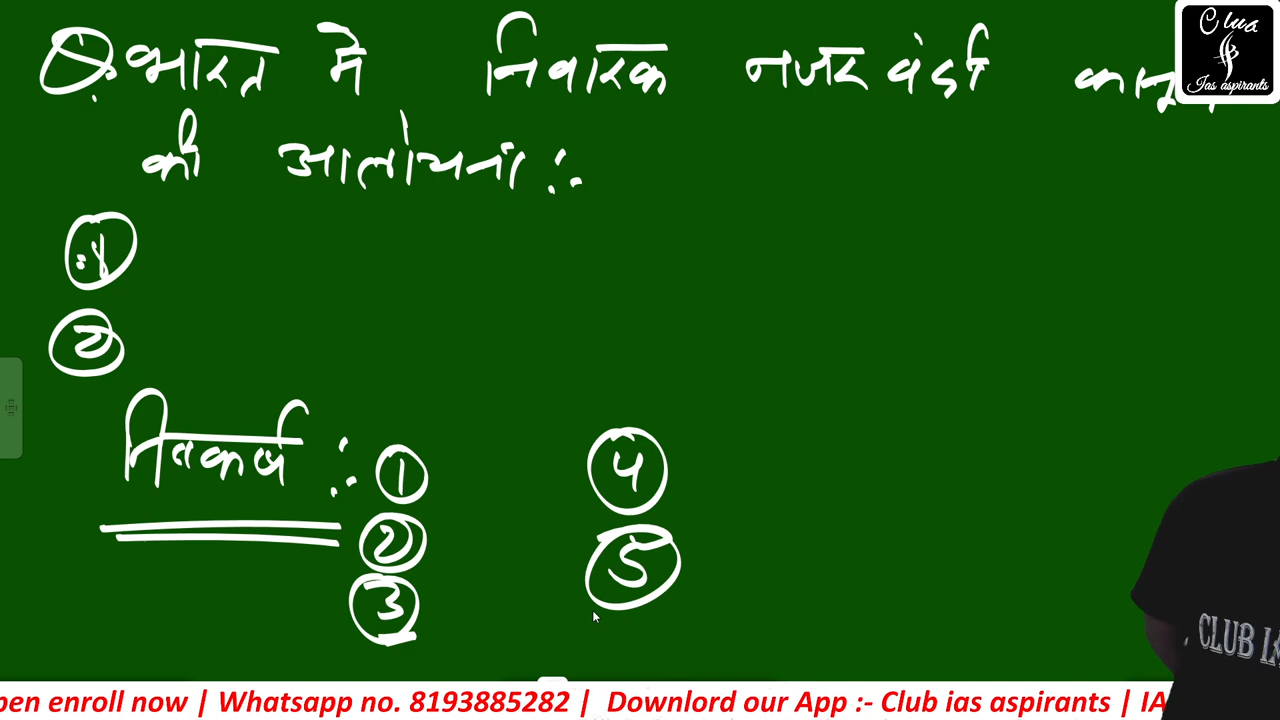 Q. भारत में निवारक नजरबंदी
की आलोचना :-
1
2
निष्कर्ष :-
1
2
3
4
5
Club
Ias aspirants
CLUB IA
pen enroll now | Whatsapp no. 8193885282 | Downlord our App :- Club ias aspirants | IA